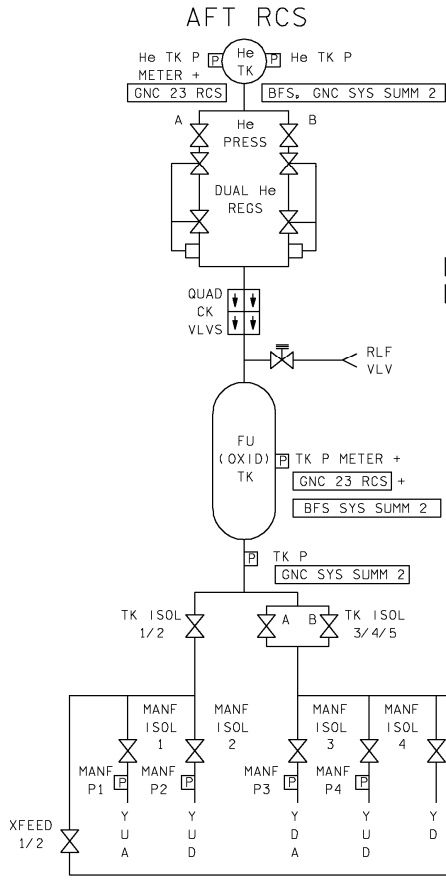 AFT RCS
He TK P
METER +
GNC 23 RCS
P
He
TK
P
He TK P
BFS, GNC SYS SUMM 2
A
He
PRESS
B
DUAL He
REGS
QUAD
CK
VLVS
RLF
VLV
FU
(OXID)
TK
P
TK P METER +
GNC 23 RCS +
BFS SYS SUMM 2
P
TK P
GNC SYS SUMM 2
TK ISOL
1/2
A
B
TK ISOL
3/4/5
MANF
ISOL
1
MANF
ISOL
2
MANF
ISOL
3
MANF
ISOL
4
MANF
P1
P
MANF
P2
P
MANF
P3
P
MANF
P4
P
XFEED
1/2
Y
U
A
Y
U
D
Y
D
A
Y
U
D
Y
D